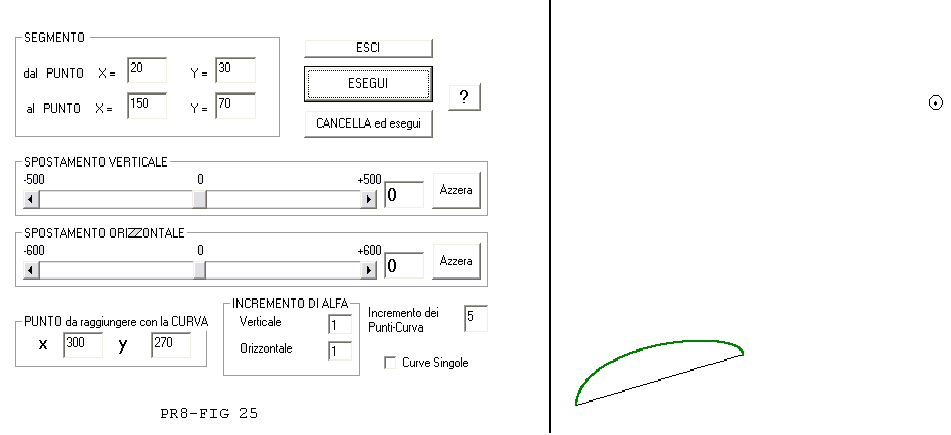 SEGMENTO
dal PUNTO X = 20 Y = 30
al PUNTO X = 150 Y = 70
ESCI
ESEGUI
CANCELLA ed esegui
?
SPOSTAMENTO VERTICALE
-500 0 +500
0 Azzera
SPOSTAMENTO ORIZZONTALE
-600 0 +600
0 Azzera
PUNTO da raggiungere con la CURVA
x 300 y 270
INCREMENTO DI ALFA
Verticale 1
Orizzontale 1
Incremento dei
Punti-Curva
5
Curve Singole
PR8-FIG 25